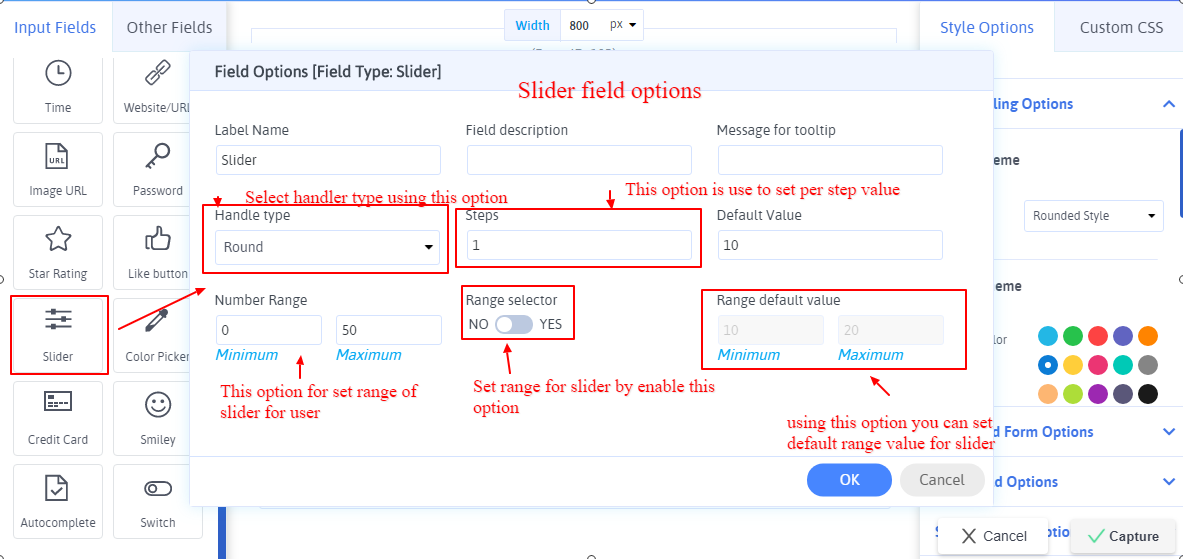 Input Fields
Other Fields
Width 800 px
Style Options
Custom CSS
Time
Website/URL
Image URL
Password
Star Rating
Like button
Slider
Color Picker
Credit Card
Smiley
Autocomplete
Switch
Field Options [Field Type: Slider]
Slider field options
Label Name
Field description
Message for tooltip
Slider
Select handler type using this option
This option is use to set per step value
Handle type
Steps
Default Value
Round
1
10
Number Range
Range selector
Range default value
0
50
NO
YES
10
20
Minimum
Maximum
Minimum
Maximum
This option for set range of
slider for user
Set range for slider by enable this
option
using this option you can set
default range value for slider
OK
Cancel
ling Options
eme
Rounded Style
eme
lor
d Form Options
d Options
Cancel
Capture